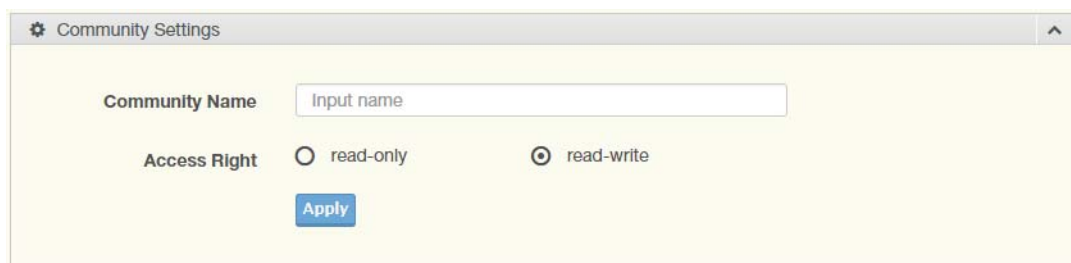 Community Settings
Community Name Input name
Access Right read-only read-write
Apply